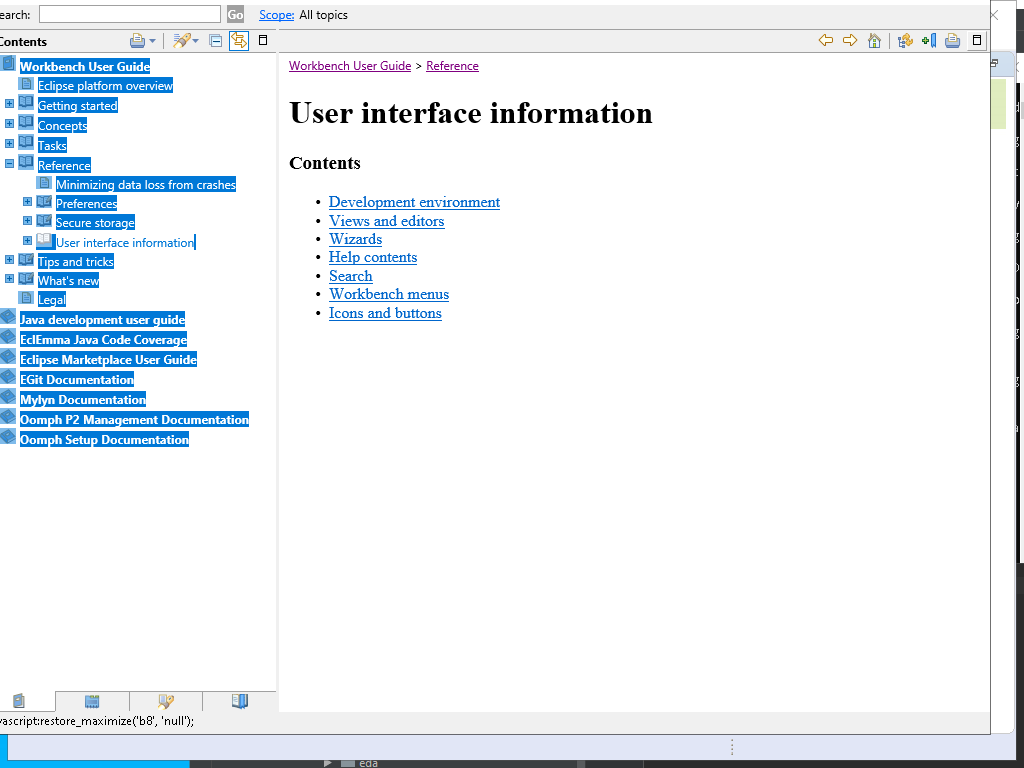 earch:
Go
Scope: All topics
Contents
Workbench User Guide
Eclipse platform overview
Getting started
Concepts
Tasks
Reference
Minimizing data loss from crashes
Preferences
Secure storage
User interface information
Tips and tricks
What's new
Legal
Java development user guide
EclEmma Java Code Coverage
Eclipse Marketplace User Guide
EGit Documentation
Mylyn Documentation
Oomph P2 Management Documentation
Oomph Setup Documentation
Workbench User Guide > Reference
User interface information
Contents
• Development environment
• Views and editors
• Wizards
• Help contents
• Search
• Workbench menus
• Icons and buttons
vascript:restore_maximize('b8', 'null');
eda